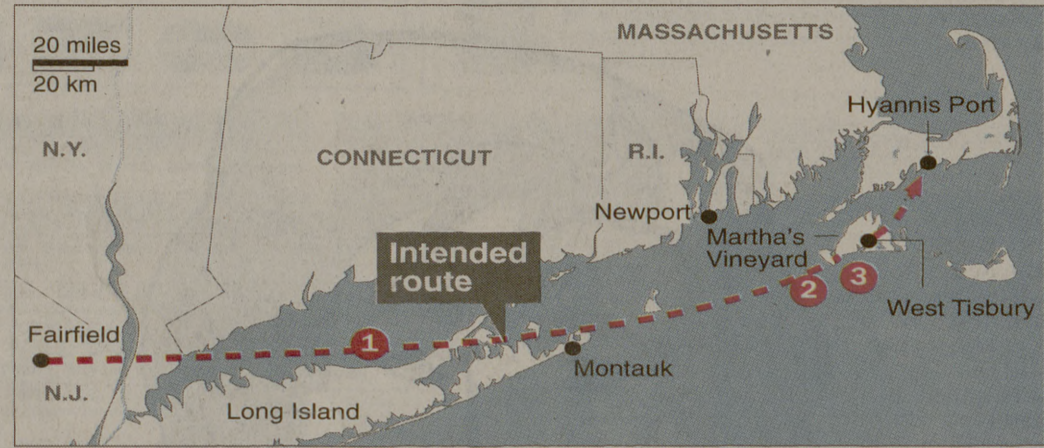 20 miles
20 km
MASSACHUSETTS
Hyannis Port
N.Y.
CONNECTICUT
R.I.
Newport
Martha's
Vineyard
Intended
route
2
3
West Tisbury
Fairfield
1
Montauk
N.J.
Long Island